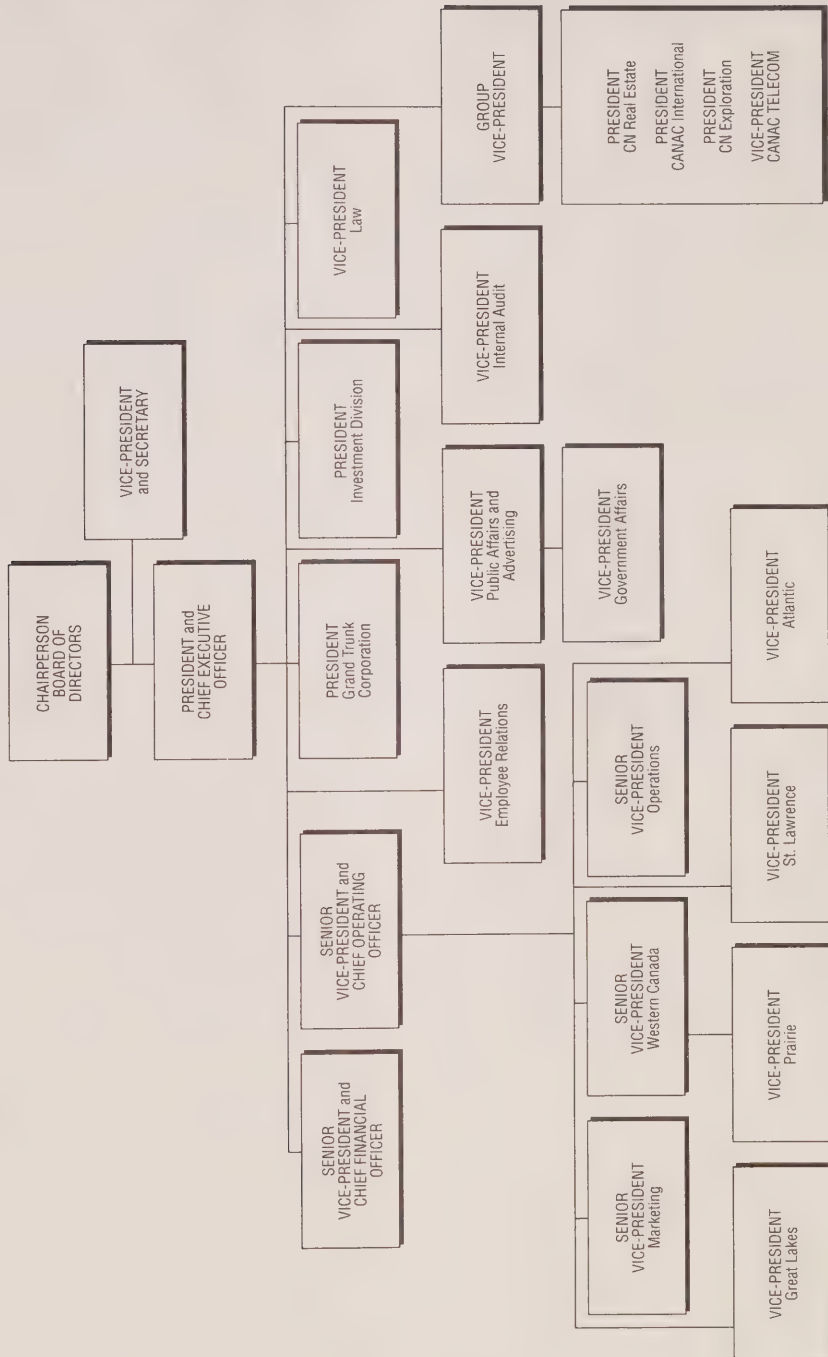 CHAIRPERSON
BOARD OF
DIRECTORS
VICE-PRESIDENT
and SECRETARY
PRESIDENT and
CHIEF EXECUTIVE
OFFICER
SENIOR
VICE-PRESIDENT and
CHIEF FINANCIAL
OFFICER
SENIOR
VICE-PRESIDENT and
CHIEF OPERATING
OFFICER
PRESIDENT
Grand Trunk
Corporation
PRESIDENT
Investment Division
VICE-PRESIDENT
Law
VICE-PRESIDENT
Employee Relations
VICE-PRESIDENT
Public Affairs and
Advertising
VICE-PRESIDENT
Internal Audit
GROUP
VICE-PRESIDENT
VICE-PRESIDENT
Government Affairs
PRESIDENT
CN Real Estate
PRESIDENT
CANAC International
PRESIDENT
CN Exploration
VICE-PRESIDENT
CANAC TELECOM
SENIOR
VICE-PRESIDENT
Marketing
SENIOR
VICE-PRESIDENT
Western Canada
SENIOR
VICE-PRESIDENT
Operations
VICE-PRESIDENT
Great Lakes
VICE-PRESIDENT
Prairie
VICE-PRESIDENT
St. Lawrence
VICE-PRESIDENT
Atlantic